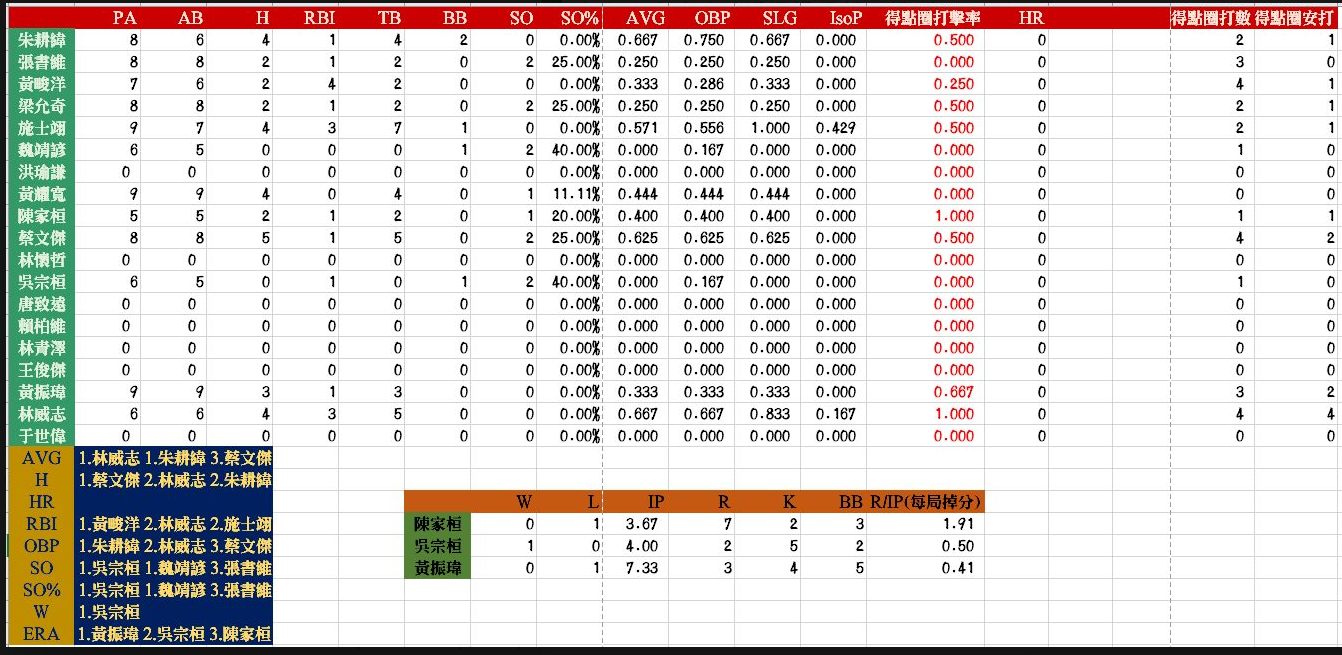 PA AB H RBI TB BB SO SO% AVG OBP SLG IsoP 得點圈打擊率 HR 得點圈打數 得點圈安打
朱耕緯 8 6 4 1 4 2 0 0.00% 0.667 0.750 0.667 0.000 0.500 0 2 1
張書維 8 8 2 1 2 0 2 25.00% 0.250 0.250 0.250 0.000 0.000 0 3 0
黃畯洋 7 6 2 4 2 0 0 0.00% 0.333 0.286 0.333 0.000 0.250 0 4 1
梁允奇 8 8 2 1 2 0 2 25.00% 0.250 0.250 0.250 0.000 0.500 0 2 1
施士翊 9 7 4 3 7 1 0 0.00% 0.571 0.556 1.000 0.429 0.500 0 2 1
魏靖諺 6 5 0 0 0 1 2 40.00% 0.000 0.167 0.000 0.000 0.000 0 1 0
洪瑜謙 0 0 0 0 0 0 0 0.00% 0.000 0.000 0.000 0.000 0.000 0 0 0
黃耀寬 9 9 4 0 4 0 1 11.11% 0.444 0.444 0.444 0.000 0.000 0 0 0
陳家桓 5 5 2 1 2 0 1 20.00% 0.400 0.400 0.400 0.000 1.000 0 1 1
蔡文傑 8 8 5 1 5 0 2 25.00% 0.625 0.625 0.625 0.000 0.500 0 4 2
林懷哲 0 0 0 0 0 0 0 0.00% 0.000 0.000 0.000 0.000 0.000 0 0 0
吳宗桓 6 5 0 1 0 1 2 40.00% 0.000 0.167 0.000 0.000 0.000 0 1 0
唐致遠 0 0 0 0 0 0 0 0.00% 0.000 0.000 0.000 0.000 0.000 0 0 0
賴柏維 0 0 0 0 0 0 0 0.00% 0.000 0.000 0.000 0.000 0.000 0 0 0
林青澤 0 0 0 0 0 0 0 0.00% 0.000 0.000 0.000 0.000 0.000 0 0 0
王俊傑 0 0 0 0 0 0 0 0.00% 0.000 0.000 0.000 0.000 0.000 0 0 0
黃振瑋 9 9 3 1 3 0 0 0.00% 0.333 0.333 0.333 0.000 0.667 0 3 2
林威志 6 6 4 3 5 0 0 0.00% 0.667 0.667 0.833 0.167 1.000 0 4 4
于世偉 0 0 0 0 0 0 0 0.00% 0.000 0.000 0.000 0.000 0.000 0 0 0
AVG 1.林威志 1.朱耕緯 3.蔡文傑
H 1.蔡文傑 2.林威志 2.朱耕緯
HR W L IP R K BB R/IP(每局掉分)
RBI 1.黃畯洋 2.林威志 2.施士翊 陳家桓 0 1 3.67 7 2 3 1.91
OBP 1.朱耕緯 2.林威志 3.蔡文傑 吳宗桓 1 0 4.00 2 5 2 0.50
SO 1.吳宗桓 1.魏靖諺 3.張書維 黃振瑋 0 1 7.33 3 4 5 0.41
SO% 1.吳宗桓 1.魏靖諺 3.張書維
W 1.吳宗桓
ERA 1.黃振瑋 2.吳宗桓 3.陳家桓